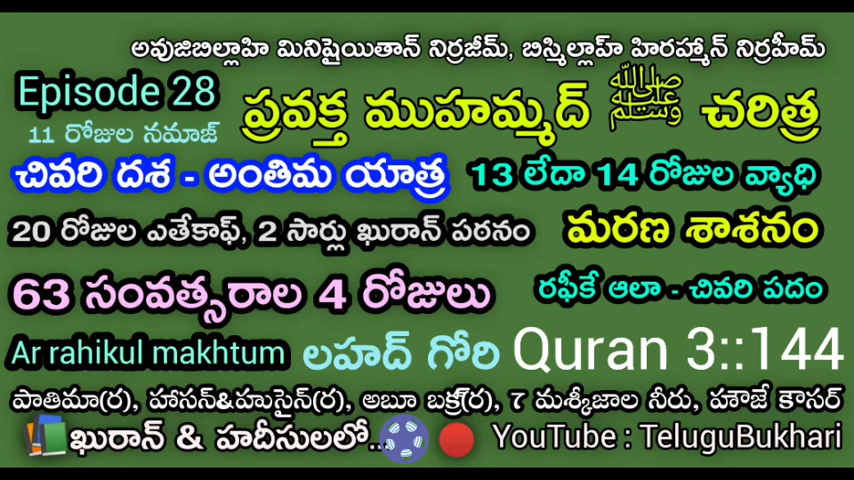 అవుజిబిల్లాహి మినిషైయితాన్ నిర్రజీమ్, బిస్మిల్లాహ్ హిరహ్మాన్ నిర్రహీమ్
Episode 28
ప్రవక్త ముహమ్మద్ ﷺ చరిత్ర
11 రోజుల నమాజ్
చివరి దశ - అంతిమ యాత్ర 13 లేదా 14 రోజుల వ్యాధి
20 రోజుల ఎతేకాఫ్, 2 సార్లు ఖురాన్ పఠనం మరణ శాశనం
63 సంవత్సరాల 4 రోజులు రఫీకే ఆలా - చివరి పదం
Ar rahikul makhtum లహద్ గోరి Quran 3::144
పాతిమా(ర), హాసన్&హుసైన్(ర), అబూ బక్ర్(ర), 7 మశ్కీజాల నీరు, హౌజే కౌసర్
ఖురాన్ & హదీసులలో... YouTube : TeluguBukhari